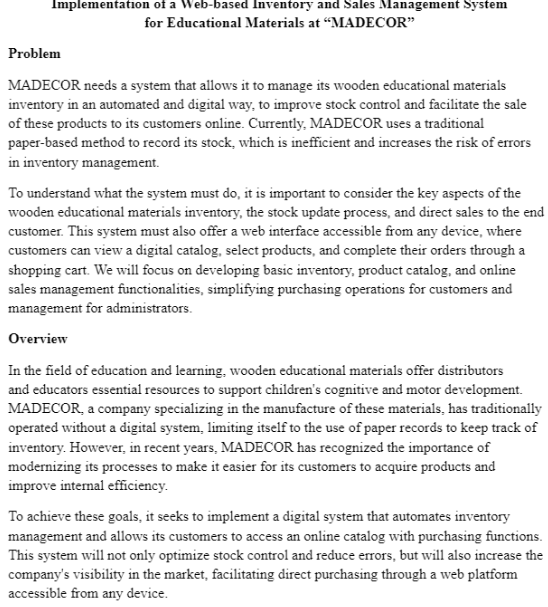 Implementation of a Web-based Inventory and Sales Management System
for Educational Materials at “MADECOR”
Problem
MADECOR needs a system that allows it to manage its wooden educational materials
inventory in an automated and digital way, to improve stock control and facilitate the sale
of these products to its customers online. Currently, MADECOR uses a traditional
paper-based method to record its stock, which is inefficient and increases the risk of errors
in inventory management.
To understand what the system must do, it is important to consider the key aspects of the
wooden educational materials inventory, the stock update process, and direct sales to the end
customer. This system must also offer a web interface accessible from any device, where
customers can view a digital catalog, select products, and complete their orders through a
shopping cart. We will focus on developing basic inventory, product catalog, and online
sales management functionalities, simplifying purchasing operations for customers and
management for administrators.
Overview
In the field of education and learning, wooden educational materials offer distributors
and educators essential resources to support children's cognitive and motor development.
MADECOR, a company specializing in the manufacture of these materials, has traditionally
operated without a digital system, limiting itself to the use of paper records to keep track of
inventory. However, in recent years, MADECOR has recognized the importance of
modernizing its processes to make it easier for its customers to acquire products and
improve internal efficiency.
To achieve these goals, it seeks to implement a digital system that automates inventory
management and allows its customers to access an online catalog with purchasing functions.
This system will not only optimize stock control and reduce errors, but will also increase the
company's visibility in the market, facilitating direct purchasing through a web platform
accessible from any device.